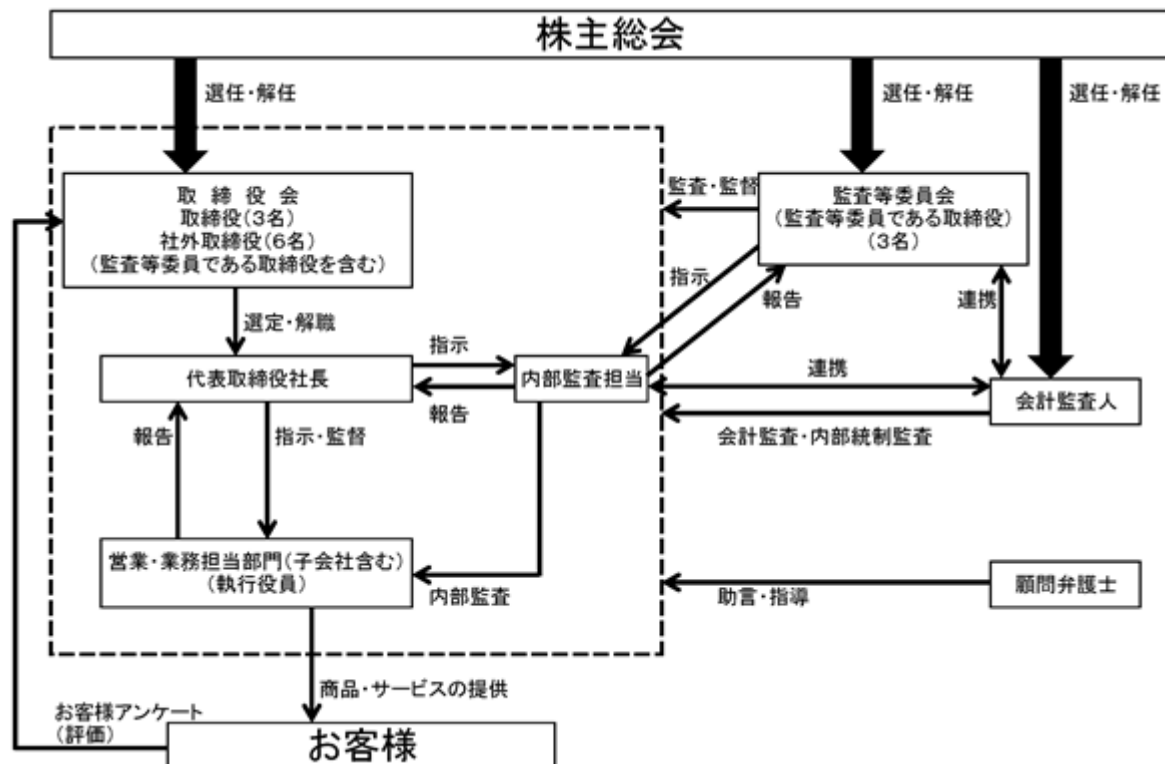 株主総会
選任・解任
選任・解任
選任・解任
取締役会
取締役(3名)
社外取締役(6名)
(監査等委員である取締役を含む)
監査・監督
監査等委員会
(監査等委員である取締役)
(3名)
指示
報告
連携
選定・解職
代表取締役社長
指示
報告
内部監査担当
連携
会計監査人
会計監査・内部統制監査
報告
指示・監督
営業・業務担当部門(子会社含む)
(執行役員)
内部監査
助言・指導
顧問弁護士
商品・サービスの提供
お客様アンケート
(評価)
お客様